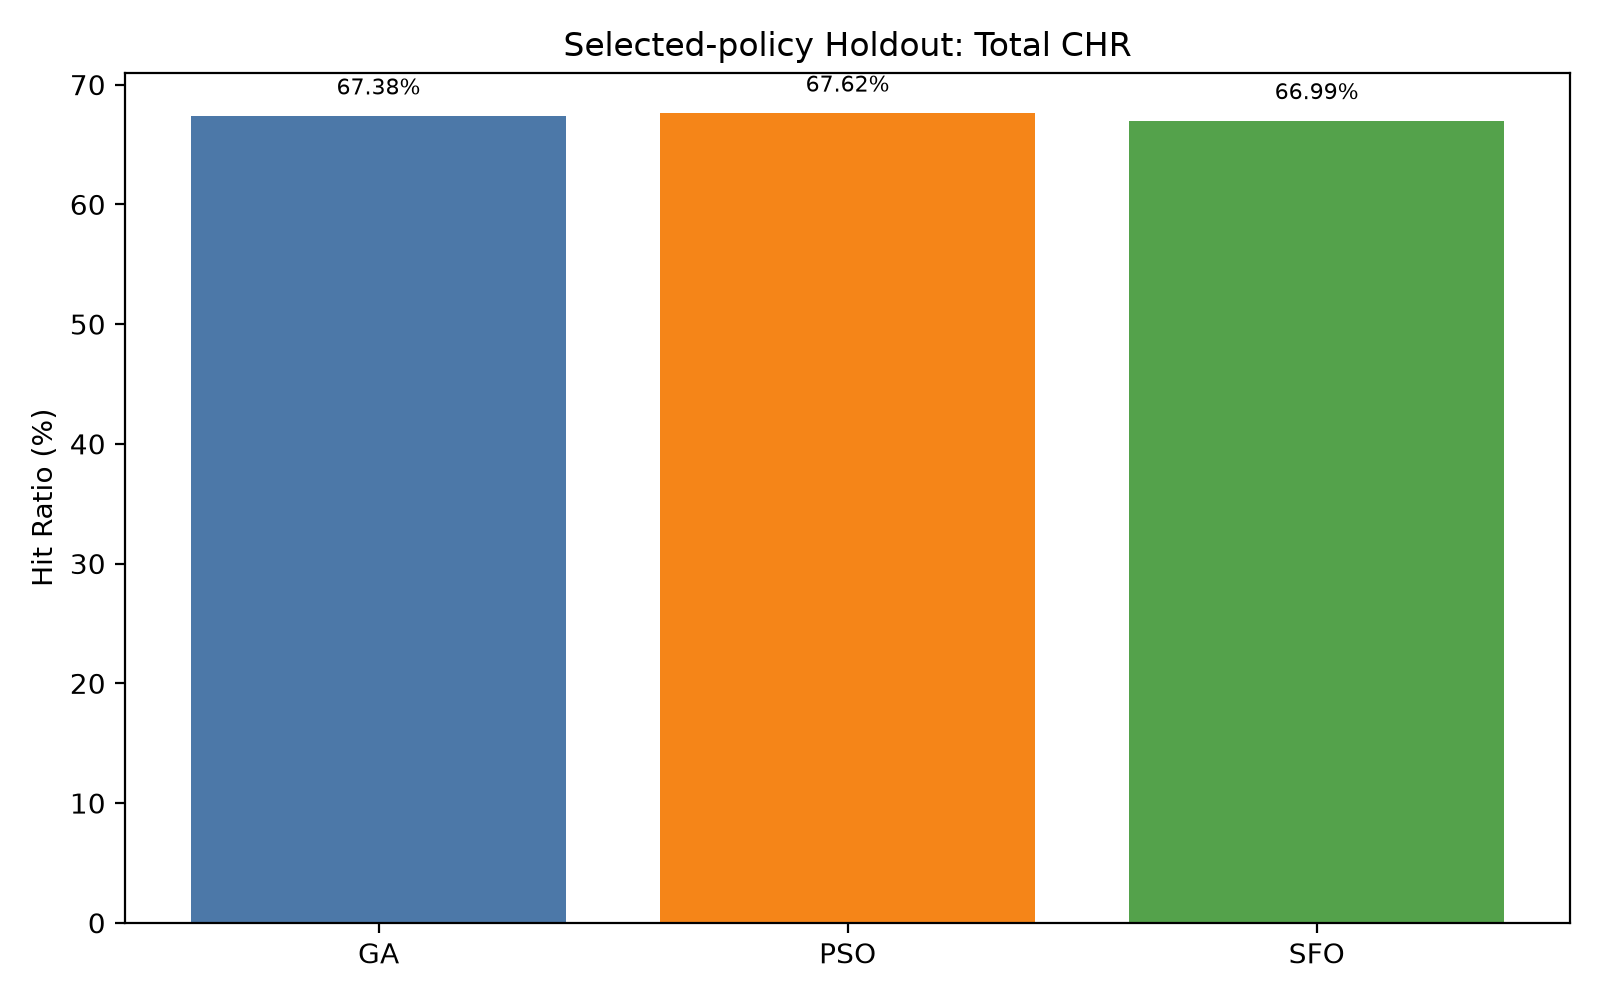 Selected-policy Holdout: Total CHR
70
60
50
40
30
20
10
0
Hit Ratio (%)
67.38%
67.62%
66.99%
GA
PSO
SFO